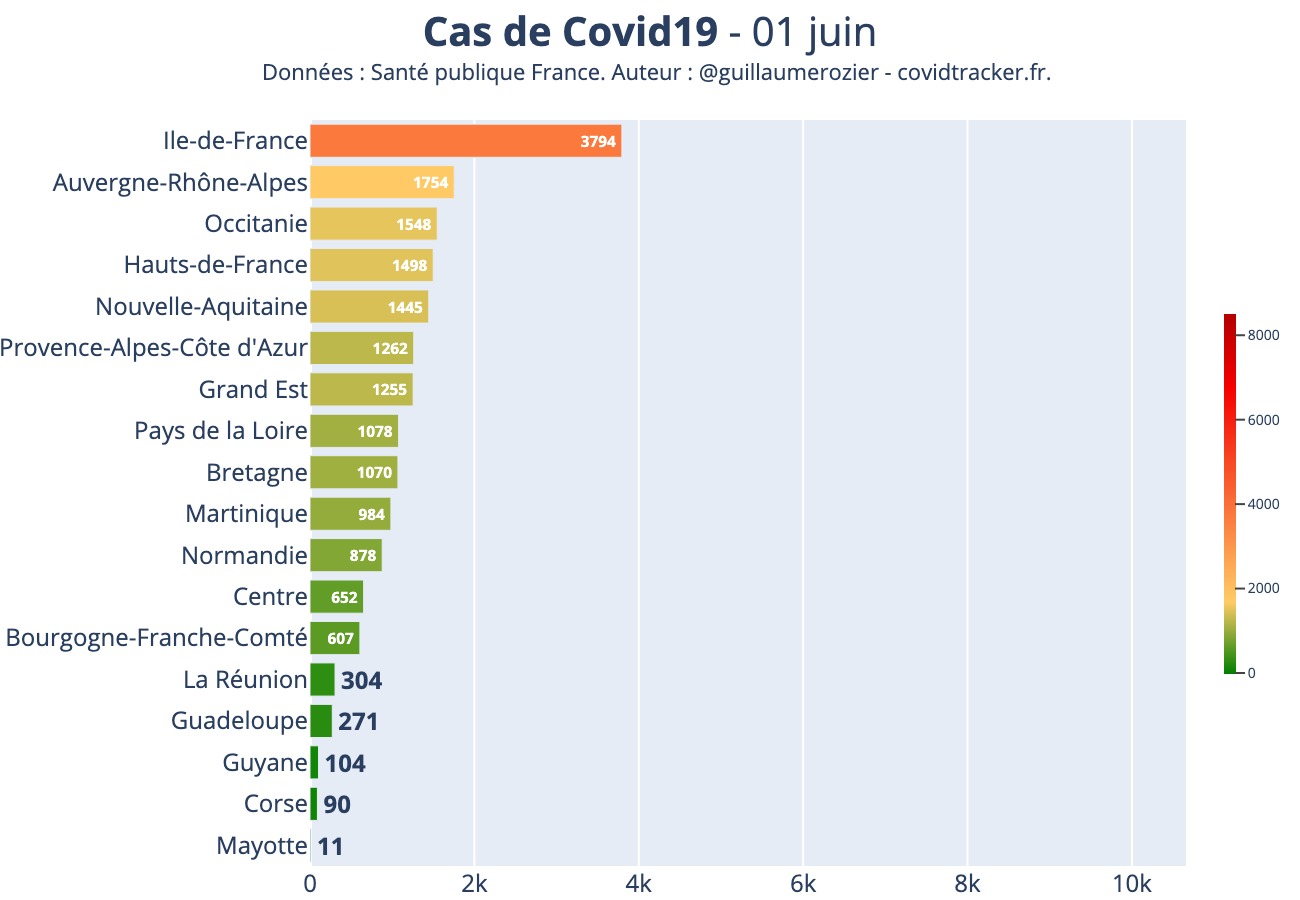 Cas de Covid19 - 01 juin
Données : Santé publique France. Auteur : @guillaumerozier - covidtracker.fr.
Ile-de-France 3794
Auvergne-Rhône-Alpes 1754
Occitanie 1548
Hauts-de-France 1498
Nouvelle-Aquitaine 1445
Provence-Alpes-Côte d'Azur 1262
Grand Est 1255
Pays de la Loire 1078
Bretagne 1070
Martinique 984
Normandie 878
Centre 652
Bourgogne-Franche-Comté 607
La Réunion 304
Guadeloupe 271
Guyane 104
Corse 90
Mayotte 11
0 2k 4k 6k 8k 10k
8000
6000
4000
2000
0